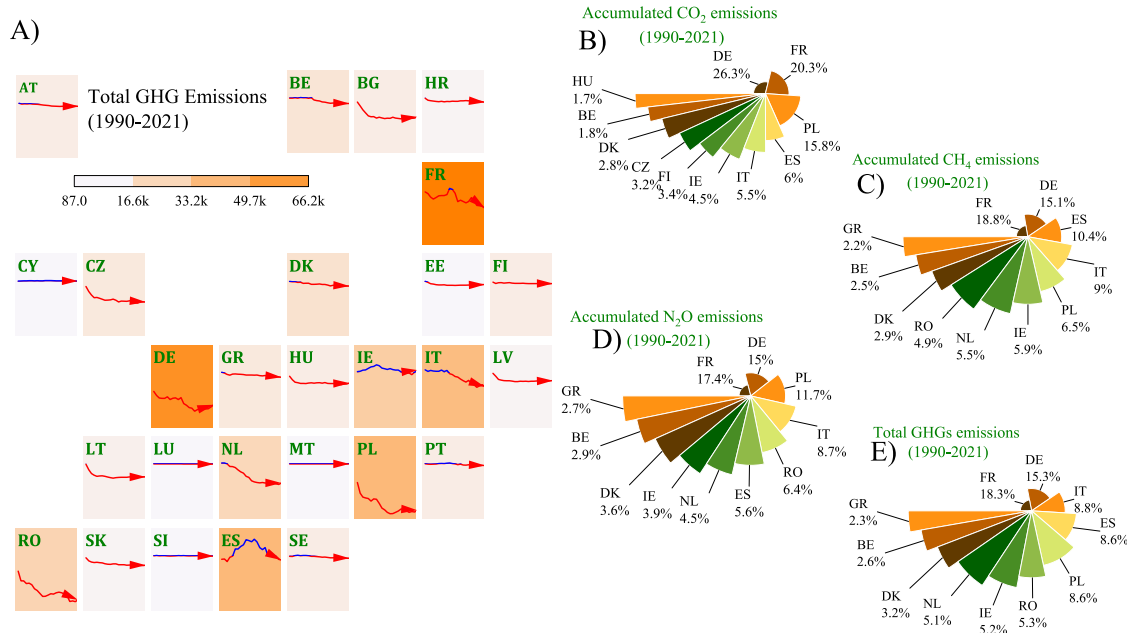 A)
AT
Total GHG Emissions
(1990-2021)
BE
BG
HR
87.0 16.6k 33.2k 49.7k 66.2k
FR
CY
CZ
DK
EE
FI
DE
GR
HU
IE
IT
LV
LT
LU
NL
MT
PL
PT
RO
SK
SI
ES
SE
Accumulated CO₂ emissions
(1990-2021)
B)
DE
26.3%
FR
20.3%
PL
15.8%
ES
6%
IT
5.5%
IE
4.5%
FI
3.4%
CZ
3.2%
DK
2.8%
BE
1.8%
HU
1.7%
Accumulated CH₄ emissions
(1990-2021)
C)
FR
18.8%
DE
15.1%
ES
10.4%
IT
9%
PL
6.5%
IE
5.9%
NL
5.5%
RO
4.9%
DK
2.9%
BE
2.5%
GR
2.2%
Accumulated N₂O emissions
(1990-2021)
D)
FR
17.4%
DE
15%
PL
11.7%
IT
8.7%
RO
6.4%
ES
5.6%
NL
4.5%
IE
3.9%
DK
3.6%
BE
2.9%
GR
2.7%
Total GHGs emissions
(1990-2021)
E)
FR
18.3%
DE
15.3%
IT
8.8%
ES
8.6%
PL
8.6%
RO
5.3%
IE
5.2%
NL
5.1%
DK
3.2%
BE
2.6%
GR
2.3%